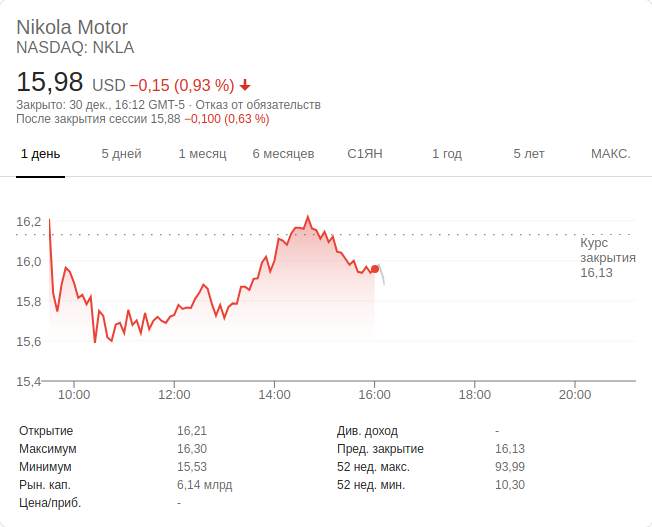 Nikola Motor
NASDAQ: NKLA
15,98 USD −0,15 (0,93 %)
Закрыто: 30 дек., 16:12 GMT-5 · Отказ от обязательств
После закрытия сессии 15,88 −0,100 (0,63 %)
1 день 5 дней 1 месяц 6 месяцев С1ЯН 1 год 5 лет МАКС.
16,2
Курс
закрытия
16,13
16,0
15,8
15,6
15,4
10:00 12:00 14:00 16:00 18:00 20:00
Открытие 16,21 Див. доход -
Максимум 16,30 Пред. закрытие 16,13
Минимум 15,53 52 нед. макс. 93,99
Рын. кап. 6,14 млрд 52 нед. мин. 10,30
Цена/приб. -